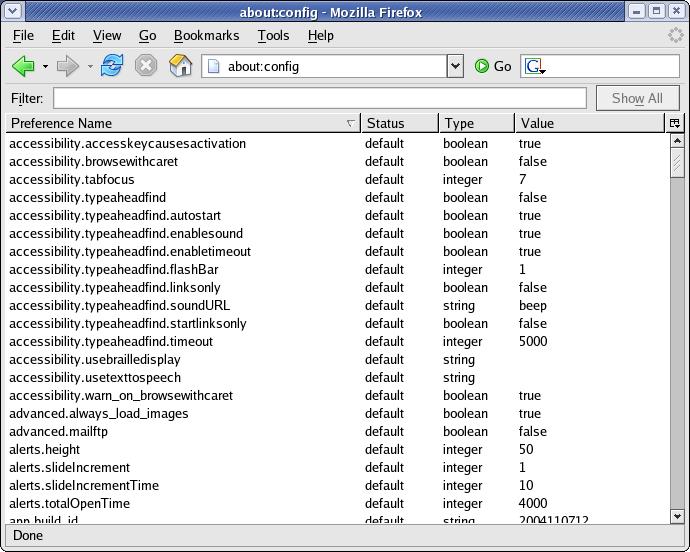 about:config - Mozilla Firefox
File Edit View Go Bookmarks Tools Help
about:config Go G
Filter: Show All
Preference Name Status Type Value
accessibility.accesskeycausesactivation default boolean true
accessibility.browsewithcaret default boolean false
accessibility.tabfocus default integer 7
accessibility.typeaheadfind default boolean false
accessibility.typeaheadfind.autostart default boolean true
accessibility.typeaheadfind.enablesound default boolean true
accessibility.typeaheadfind.enabletimeout default boolean true
accessibility.typeaheadfind.flashBar default integer 1
accessibility.typeaheadfind.linksonly default boolean false
accessibility.typeaheadfind.soundURL default string beep
accessibility.typeaheadfind.startlinksonly default boolean false
accessibility.typeaheadfind.timeout default integer 5000
accessibility.usebrailledisplay default string
accessibility.usetexttospeech default string
accessibility.warn_on_browsewithcaret default boolean true
advanced.always_load_images default boolean true
advanced.mailftp default boolean false
alerts.height default integer 50
alerts.slideIncrement default integer 1
alerts.slideIncrementTime default integer 10
alerts.totalOpenTime default integer 4000
app.build_id default string 2004110712
Done